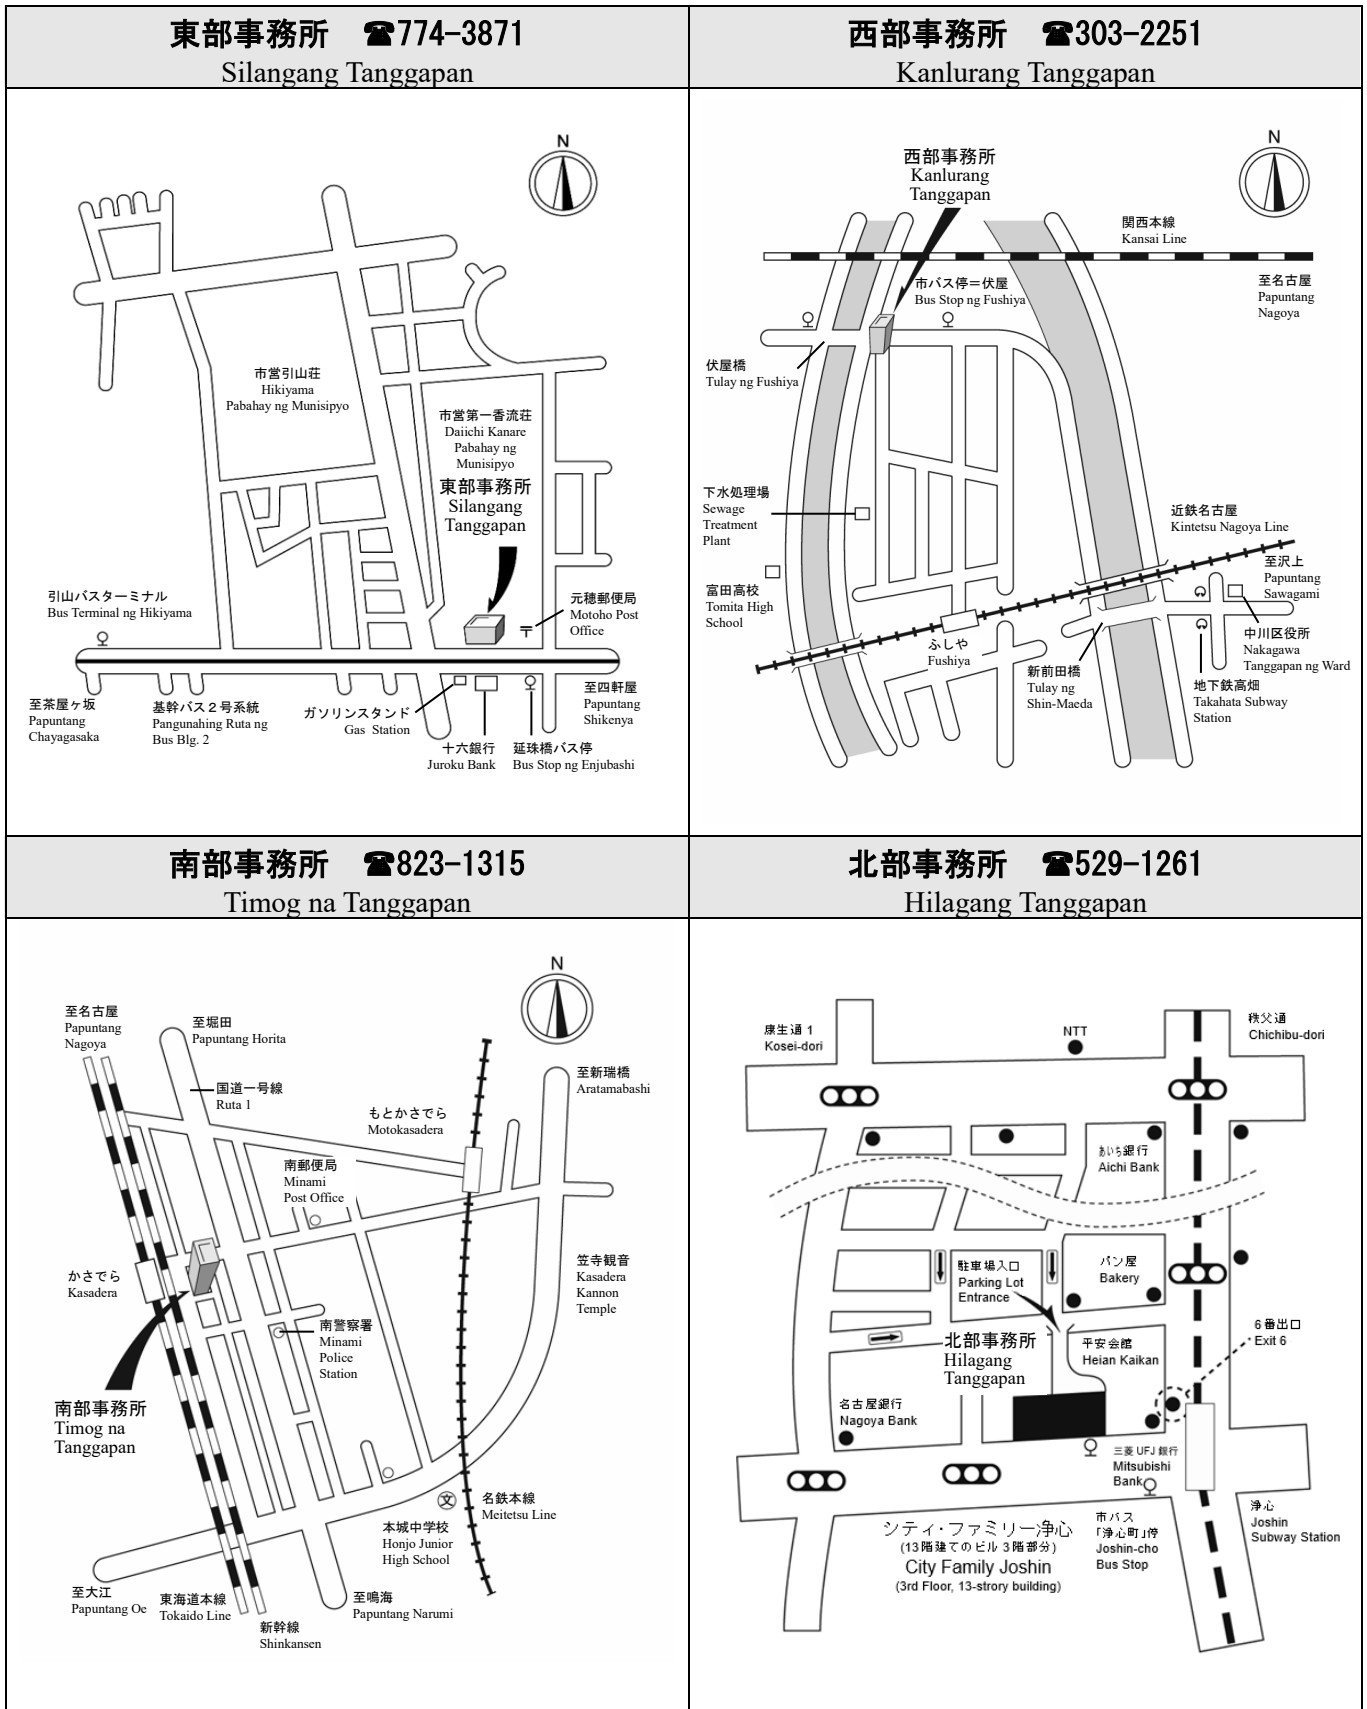 東部事務所 ☎774-3871
Silangang Tanggapan
N
市営引山荘
Hikiyama
Pabahay ng Munisipyo
市営第一香流荘
Daiichi Kanare
Pabahay ng
Munisipyo
東部事務所
Silangang
Tanggapan
引山バスターミナル
Bus Terminal ng Hikiyama
元穂郵便局
Motoho Post
Office
〒
至茶屋ヶ坂
Papuntang
Chayagasaka
基幹バス2号系統
Pangunahing Ruta ng
Bus Blg. 2
ガソリンスタンド
Gas Station
至四軒屋
Papuntang
Shikenya
十六銀行
Juroku Bank
延珠橋バス停
Bus Stop ng Enjubashi
西部事務所 ☎303-2251
Kanlurang Tanggapan
N
西部事務所
Kanlurang
Tanggapan
関西本線
Kansai Line
市バス停＝伏屋
Bus Stop ng Fushiya
至名古屋
Papuntang
Nagoya
伏屋橋
Tulay ng Fushiya
下水処理場
Sewage
Treatment
Plant
近鉄名古屋
Kintetsu Nagoya Line
至沢上
Papuntang
Sawagami
富田高校
Tomita High
School
ふしや
Fushiya
新前田橋
Tulay ng
Shin-Maeda
中川区役所
Nakagawa
Tanggapan ng Ward
地下鉄高畑
Takahata Subway
Station
南部事務所 ☎823-1315
Timog na Tanggapan
N
至名古屋
Papuntang
Nagoya
至堀田
Papuntang Horita
国道一号線
Ruta 1
至新瑞橋
Aratamabashi
もとかさでら
Motokasadera
南郵便局
Minami
Post Office
かさでら
Kasadera
笠寺観音
Kasadera
Kannon
Temple
南警察署
Minami
Police
Station
南部事務所
Timog na
Tanggapan
文
名鉄本線
Meitetsu Line
本城中学校
Honjo Junior
High School
至大江
Papuntang Oe
東海道本線
Tokaido Line
新幹線
Shinkansen
至鳴海
Papuntang Narumi
北部事務所 ☎529-1261
Hilagang Tanggapan
康生通1
Kosei-dori
NTT
秩父通
Chichibu-dori
あいち銀行
Aichi Bank
駐車場入口
Parking Lot
Entrance
パン屋
Bakery
北部事務所
Hilagang
Tanggapan
平安会館
Heian Kaikan
6番出口
Exit 6
名古屋銀行
Nagoya Bank
三菱UFJ銀行
Mitsubishi
Bank
シティ・ファミリー浄心
(13階建てのビル3階部分)
City Family Joshin
(3rd Floor, 13-strory building)
市バス
「浄心町」停
Joshin-cho
Bus Stop
浄心
Joshin
Subway Station